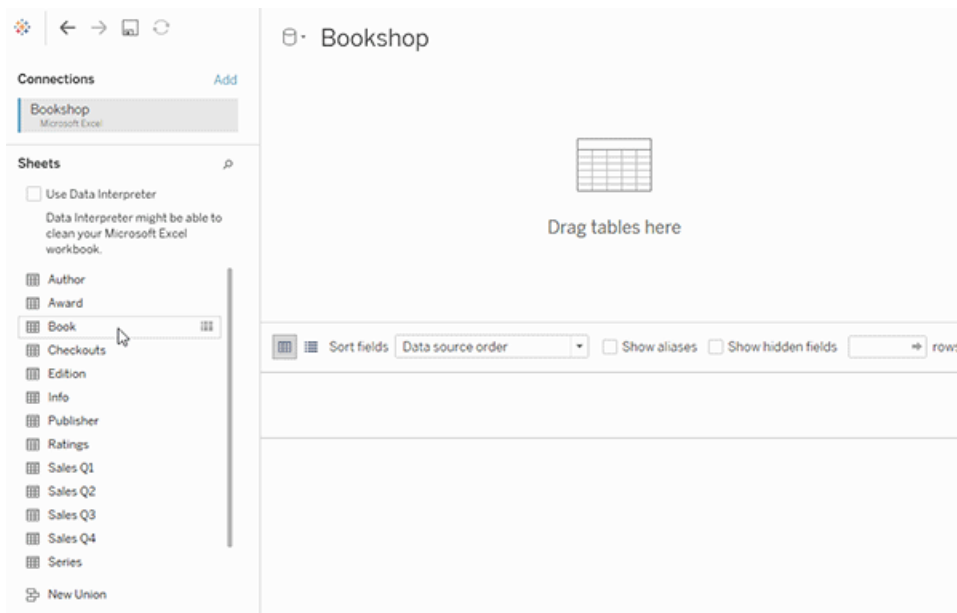 Bookshop
Connections
Add
Bookshop
Microsoft Excel
Sheets
Use Data Interpreter
Data Interpreter might be able to
clean your Microsoft Excel
workbook.
Author
Award
Book
Checkouts
Edition
Info
Publisher
Ratings
Sales Q1
Sales Q2
Sales Q3
Sales Q4
Series
New Union
Drag tables here
Sort fields Data source order Show aliases Show hidden fields rows